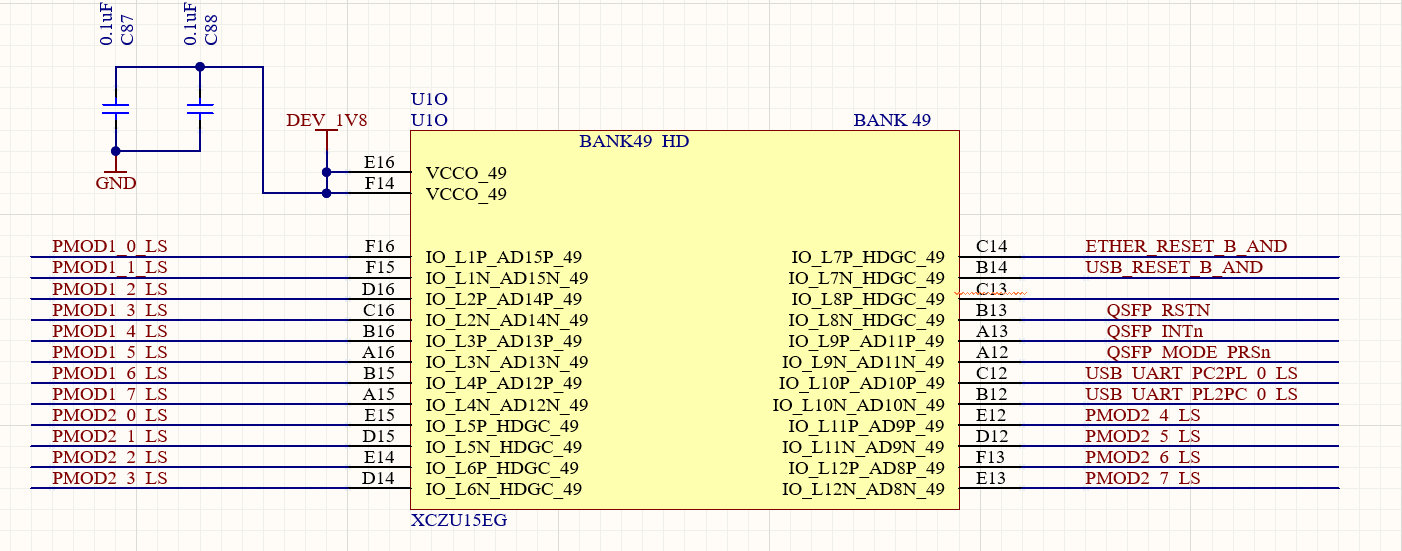 0.1uF
C87
0.1uF
C88
U1O
DEV_1V8
U1O
BANK 49
BANK49_HD
E16
VCCO_49
F14
VCCO_49
GND
PMOD1_0_LS F16 IO_L1P_AD15P_49 IO_L7P_HDGC_49 C14 ETHER_RESET_B_AND
PMOD1_1_LS F15 IO_L1N_AD15N_49 IO_L7N_HDGC_49 B14 USB_RESET_B_AND
PMOD1_2_LS D16 IO_L2P_AD14P_49 IO_L8P_HDGC_49 C13
PMOD1_3_LS C16 IO_L2N_AD14N_49 IO_L8N_HDGC_49 B13 QSFP_RSTN
PMOD1_4_LS B16 IO_L3P_AD13P_49 IO_L9P_AD11P_49 A13 QSFP_INTn
PMOD1_5_LS A16 IO_L3N_AD13N_49 IO_L9N_AD11N_49 A12 QSFP_MODE_PRSn
PMOD1_6_LS B15 IO_L4P_AD12P_49 IO_L10P_AD10P_49 C12 USB_UART_PC2PL_0_LS
PMOD1_7_LS A15 IO_L4N_AD12N_49 IO_L10N_AD10N_49 B12 USB_UART_PL2PC_0_LS
PMOD2_0_LS E15 IO_L5P_HDGC_49 IO_L11P_AD9P_49 E12 PMOD2_4_LS
PMOD2_1_LS D15 IO_L5N_HDGC_49 IO_L11N_AD9N_49 D12 PMOD2_5_LS
PMOD2_2_LS E14 IO_L6P_HDGC_49 IO_L12P_AD8P_49 F13 PMOD2_6_LS
PMOD2_3_LS D14 IO_L6N_HDGC_49 IO_L12N_AD8N_49 E13 PMOD2_7_LS
XCZU15EG